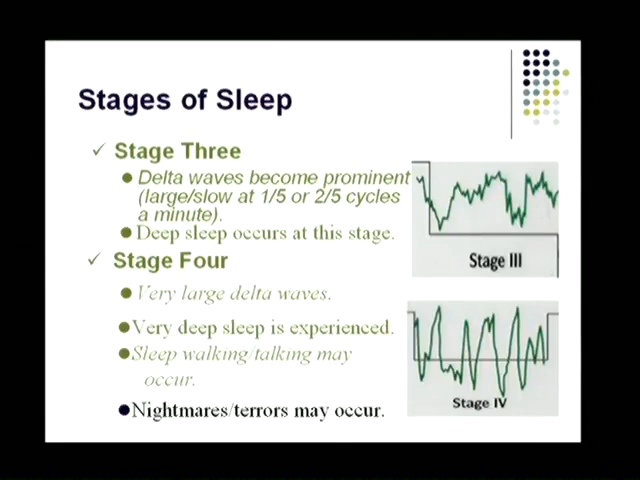 Stages of Sleep
Stage Three
Delta waves become prominent
(large/slow at 1/5 or 2/5 cycles
a minute).
Deep sleep occurs at this stage.
Stage III
Stage Four
Very large delta waves.
Very deep sleep is experienced.
Sleep walking/talking may
occur.
Nightmares/terrors may occur.
Stage IV